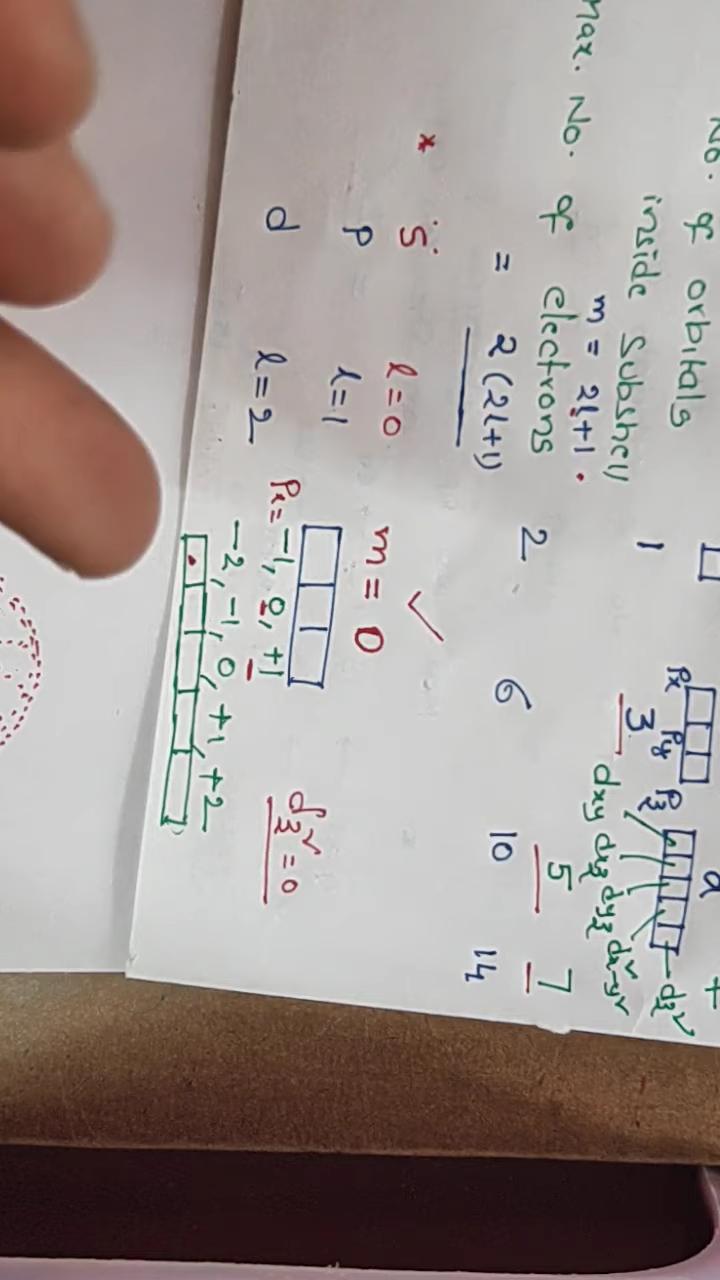 No. of orbitals
inside subshell 1 3 5 7
Px Py Pz
dxy dxz dyz dx²-y² dz²
m = 2l+1.
Max. No. of electrons 2 6 10 14
= 2(2l+1)
* s l=0 m = 0 ✓
p l=1
Pz = -1, 0, +1 dz² = 0
d l=2 -2, -1, 0, +1, +2